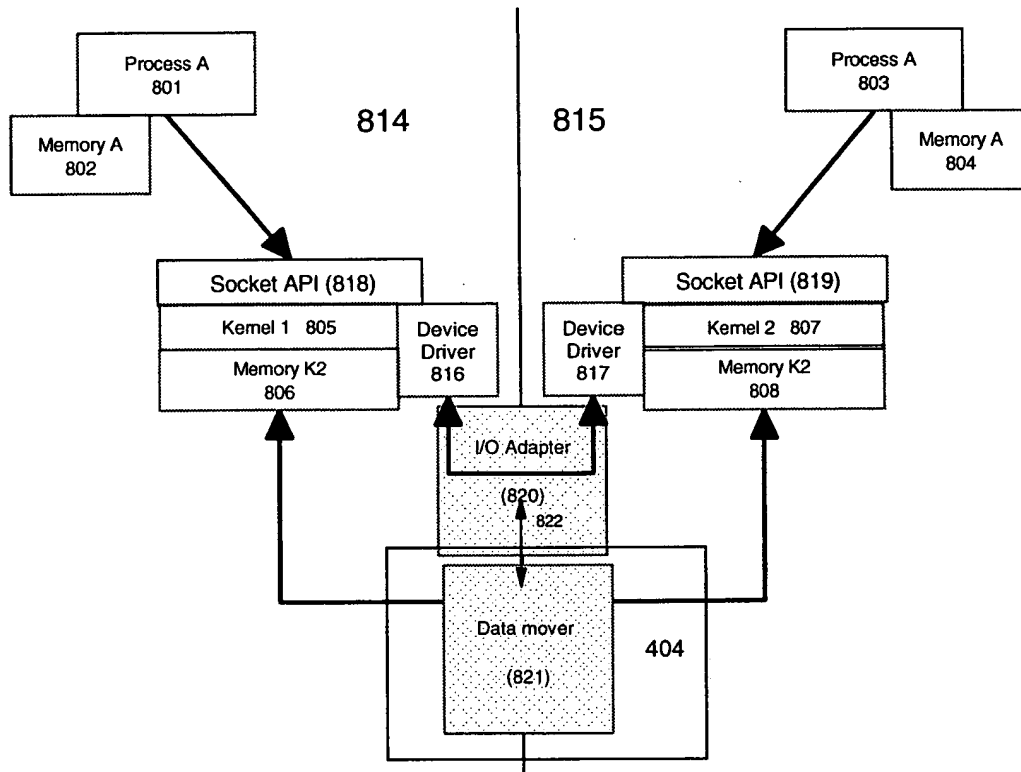 Process A
801
Memory A
802
814
815
Process A
803
Memory A
804
Socket API (818)
Kernel 1 805
Memory K2
806
Device
Driver
816
Device
Driver
817
Socket API (819)
Kernel 2 807
Memory K2
808
I/O Adapter
(820)
822
Data mover
(821)
404